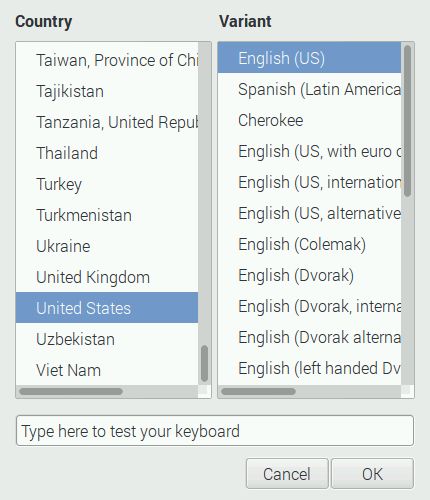 Country
Variant
Taiwan, Province of Chi
Tajikistan
Tanzania, United Repub
Thailand
Turkey
Turkmenistan
Ukraine
United Kingdom
United States
Uzbekistan
Viet Nam
English (US)
Spanish (Latin America
Cherokee
English (US, with euro o
English (US, internation
English (US, alternative
English (Colemak)
English (Dvorak)
English (Dvorak, interna
English (Dvorak alterna
English (left handed Dv
Type here to test your keyboard
Cancel
OK